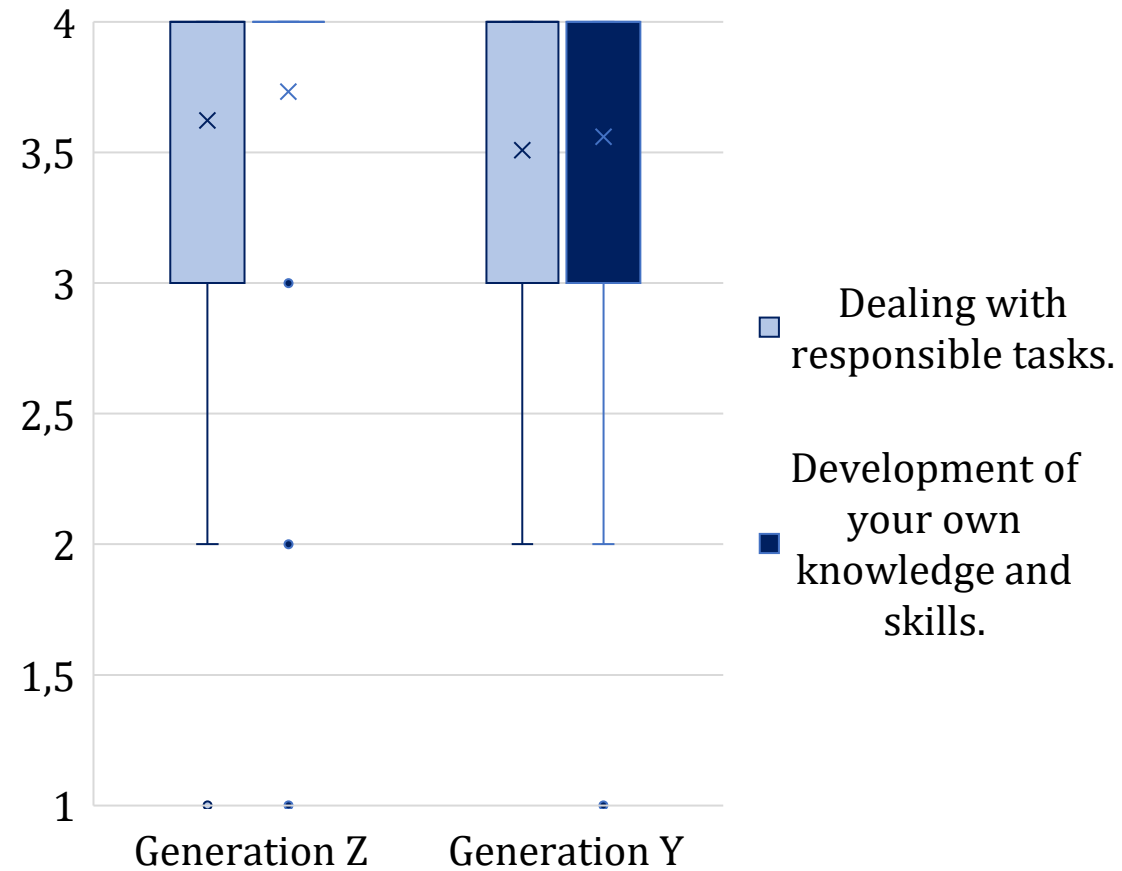 4
3,5
3
2,5
2
1,5
1
Generation Z
Generation Y
Dealing with
responsible tasks.
Development of
your own
knowledge and
skills.